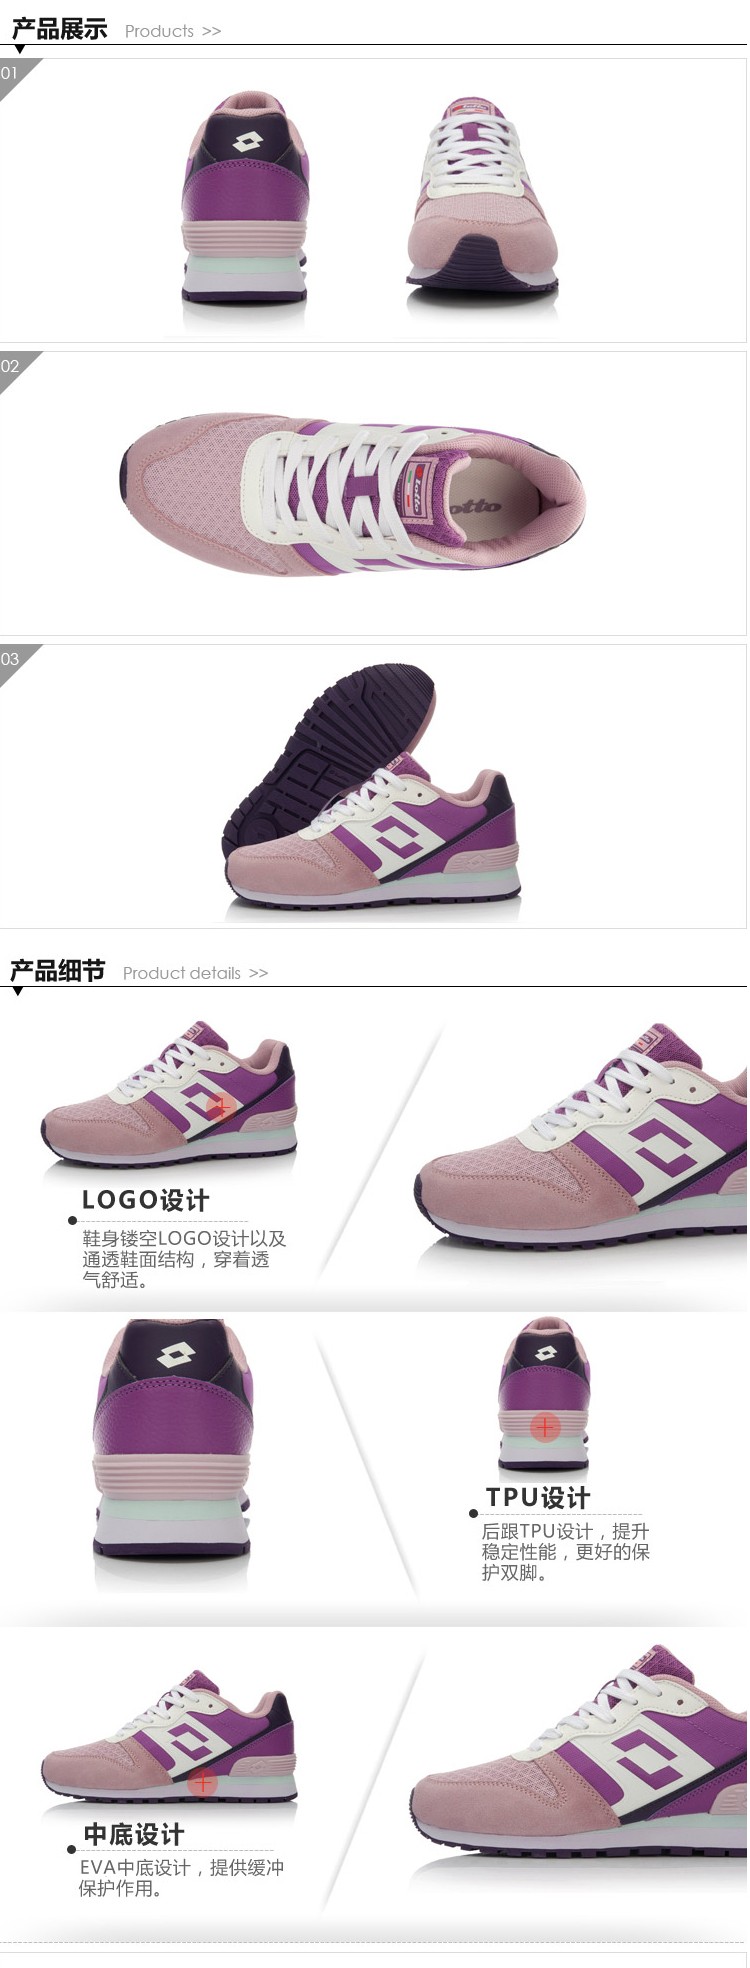 产品展示 Products >>
01
02
lotto
otto
03
产品细节 Product details >>
LOGO设计
鞋身镂空LOGO设计以及
通透鞋面结构，穿着透
气舒适。
TPU设计
后跟TPU设计，提升
稳定性能，更好的保
护双脚。
中底设计
EVA中底设计，提供缓冲
保护作用。